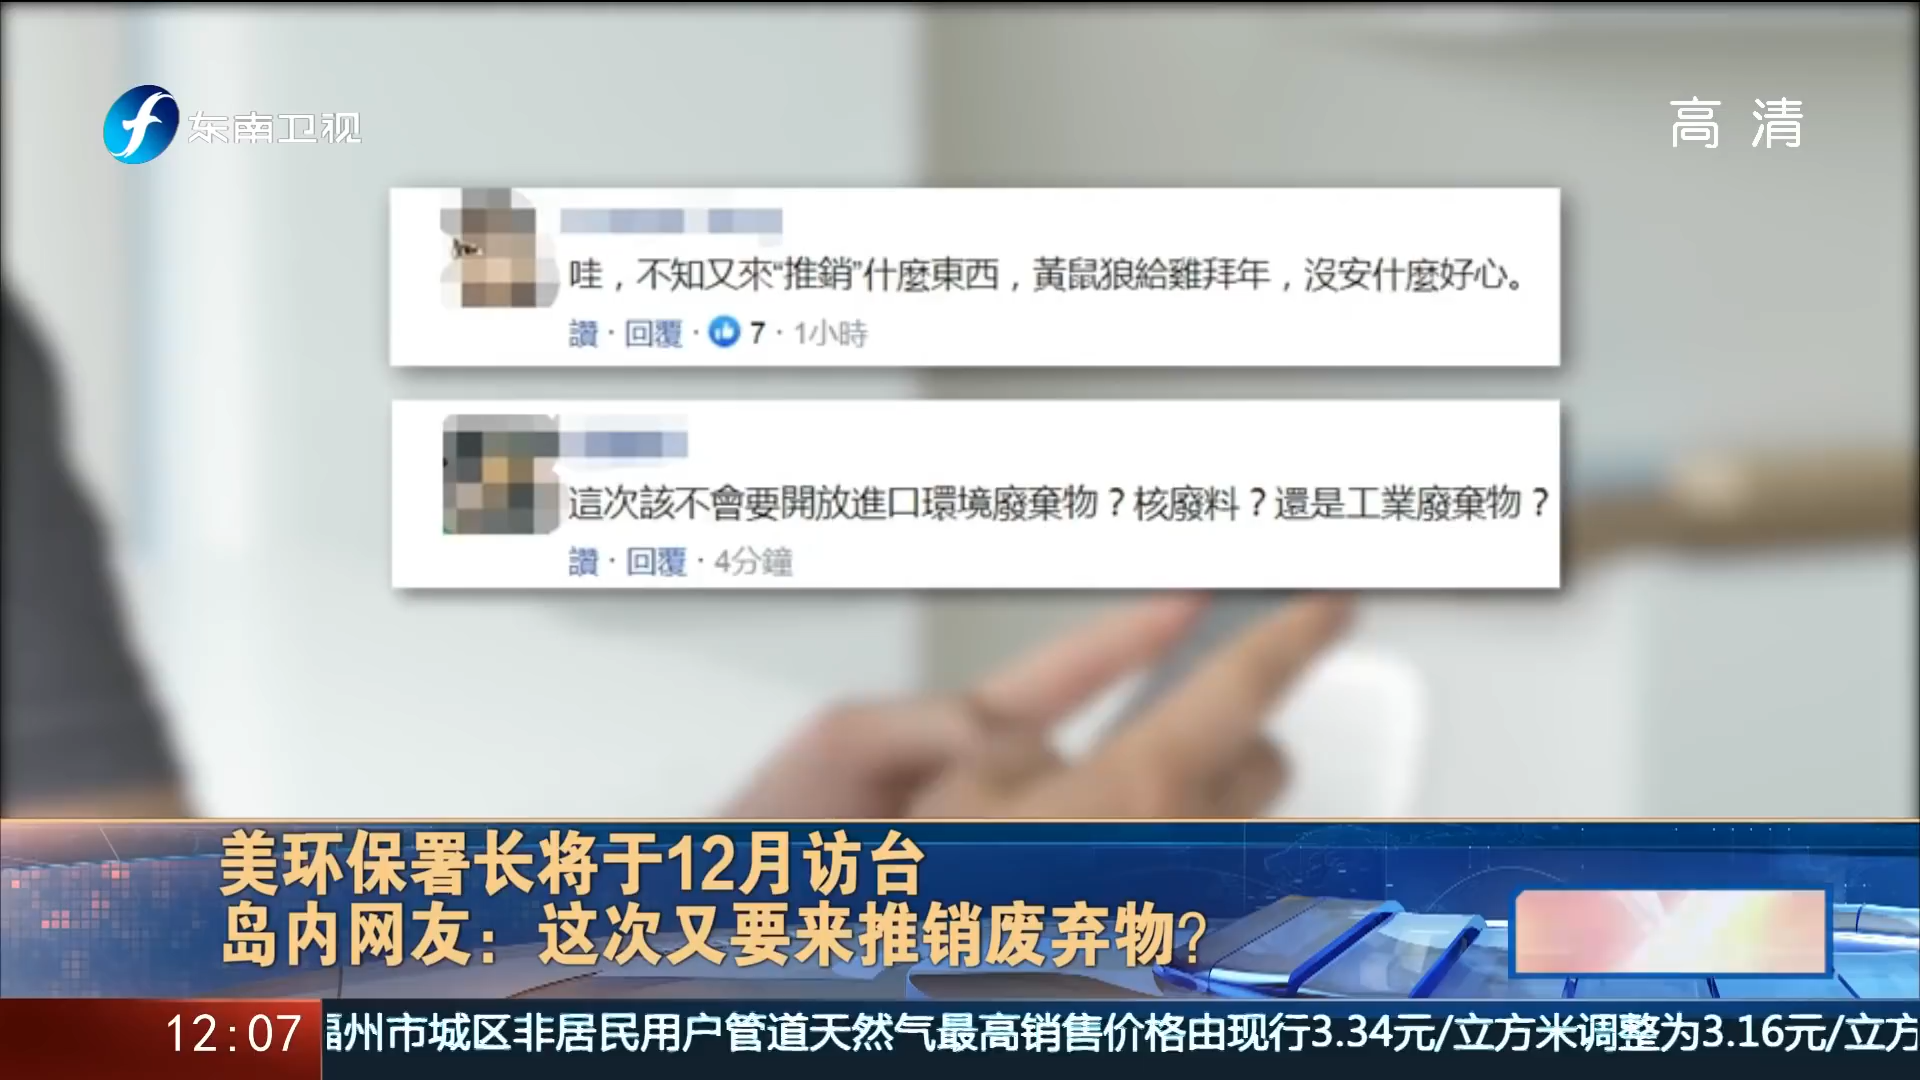 东南卫视
高清
哇，不知又來“推銷”什麼東西，黃鼠狼給雞拜年，沒安什麼好心。
讚 · 回覆 · 7 · 1小時
這次該不會要開放進口環境廢棄物？核廢料？還是工業廢棄物？
讚 · 回覆 · 4分鐘
美环保署长将于12月访台
岛内网友：这次又要来推销废弃物？
12:07
福州市城区非居民用户管道天然气最高销售价格由现行3.34元/立方米调整为3.16元/立方